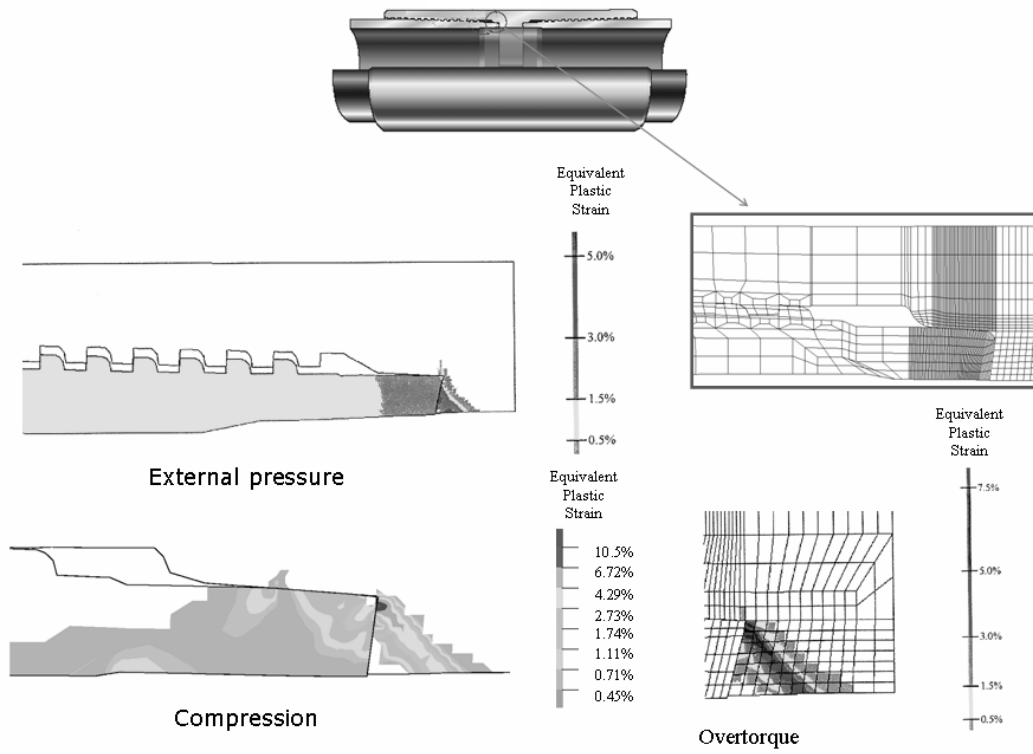 Equivalent
Plastic
Strain
5.0%
3.0%
1.5%
0.5%
External pressure
Equivalent
Plastic
Strain
10.5%
6.72%
4.29%
2.73%
1.74%
1.11%
0.71%
0.45%
Compression
Equivalent
Plastic
Strain
7.5%
5.0%
3.0%
1.5%
0.5%
Overtorque